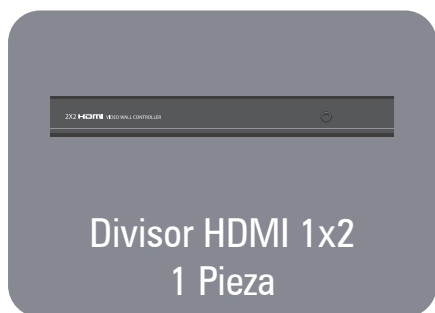 2X2 HDMI VIDEO WALL CONTROLLER
Divisor HDMI 1x2
1 Pieza